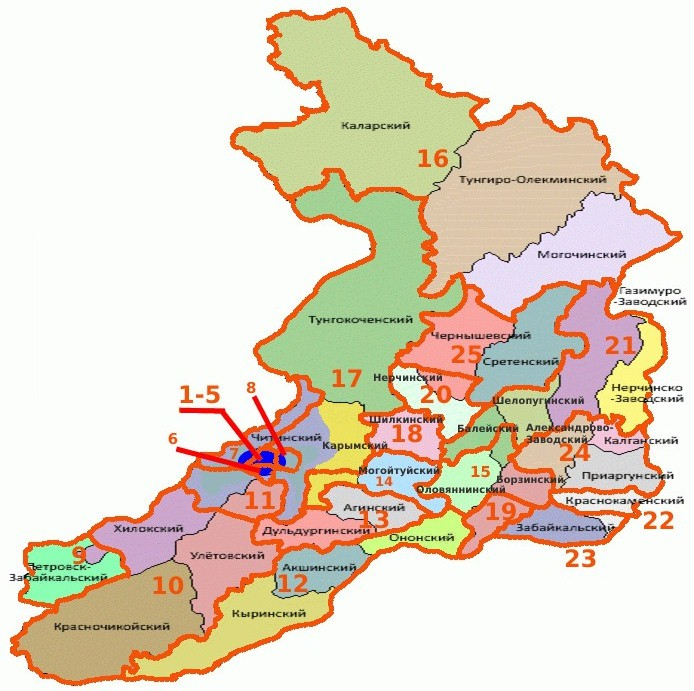 Каларский
16
Тунгиро-Олекминский
Могочинский
Газимуро
-Заводский
Тунгокоченский
Чернышевский
25
Сретенский
21
Нерчинский
17
20
Нерчинско
-Заводский
1-5
8
Шелопугинский
Шилкинский
18
6
Читинский
Карымский
Балейский
Александрово-
Заводский
Калганский
7
24
Могойтуйский
14
15
Оловяннинский
Борзинский
Приаргунский
11
Агинский
13
Краснокаменский
19
22
Хилокский
Дульдургинский
Ононский
Забайкальский
23
9
Петровск-
Забайкальский
Улётовский
10
Акшинский
12
Кыринский
Красночикойский